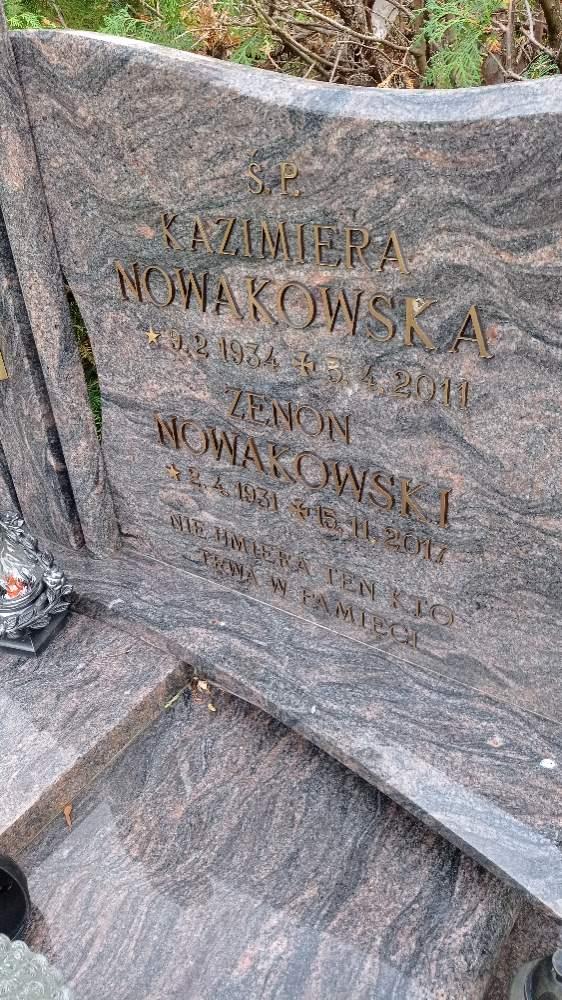 Ś. P.
KAZIMIERA
NOWAKOWSKA
★ 9.2 1934 ✠ 3.4.2011
ZENON
NOWAKOWSKI
★ 2.4.1931 ✠ 15.11.2017
NIE UMIERA TEN KTO
TRWA W PAMIĘCI